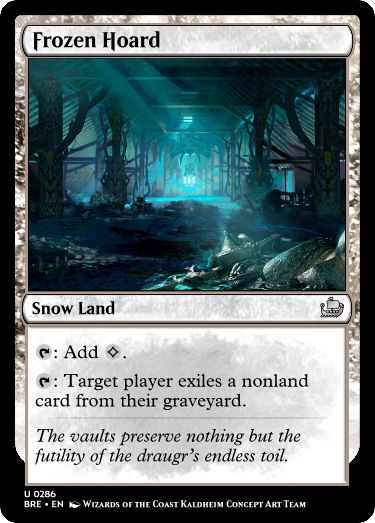 Frozen Hoard
Snow Land
: Add .
: Target player exiles a nonland
card from their graveyard.
The vaults preserve nothing but the
futility of the draugr's endless toil.
U 0286
BRE • EN Wizards of the Coast Kaldheim Concept Art Team